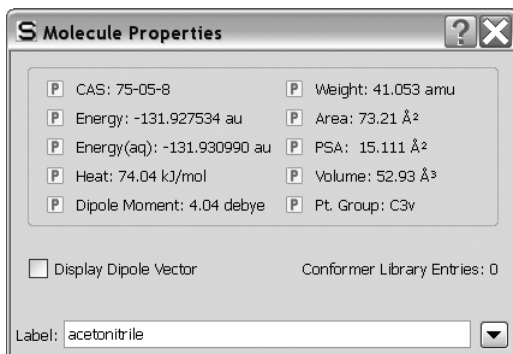 S Molecule Properties ? X
P CAS: 75-05-8 P Weight: 41.053 amu
P Energy: -131.927534 au P Area: 73.21 Å²
P Energy(aq): -131.930990 au P PSA: 15.111 Å²
P Heat: 74.04 kJ/mol P Volume: 52.93 Å³
P Dipole Moment: 4.04 debye P Pt. Group: C3v
Display Dipole Vector Conformer Library Entries: 0
Label: acetonitrile